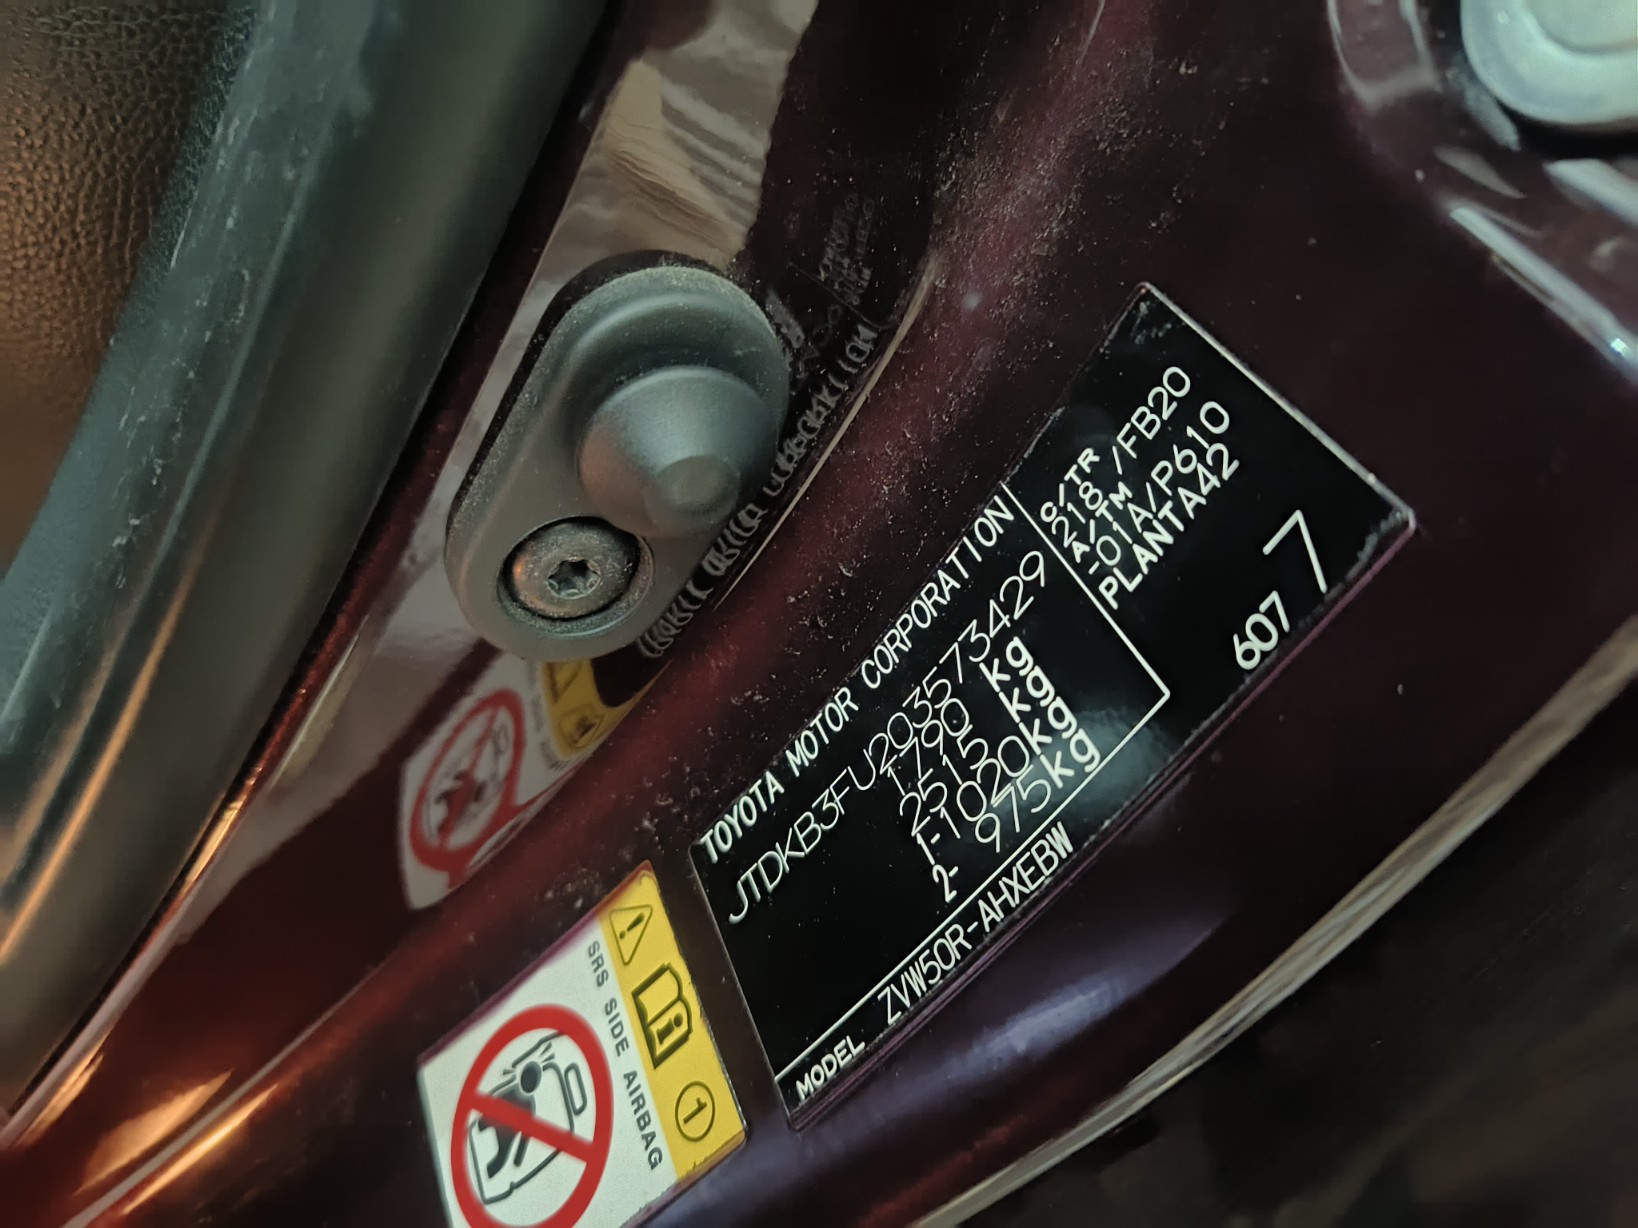 TOYOTA MOTOR CORPORATION
JTDKB3FU203573429
1790 kg
2515 kg
1-1020kg
2- 975kg
C/TR
218 /FB20
A/TM
-01A/P610
PLANTA42
607 7
MODEL ZVW50R-AHXEBW
SRS SIDE AIRBAG
1